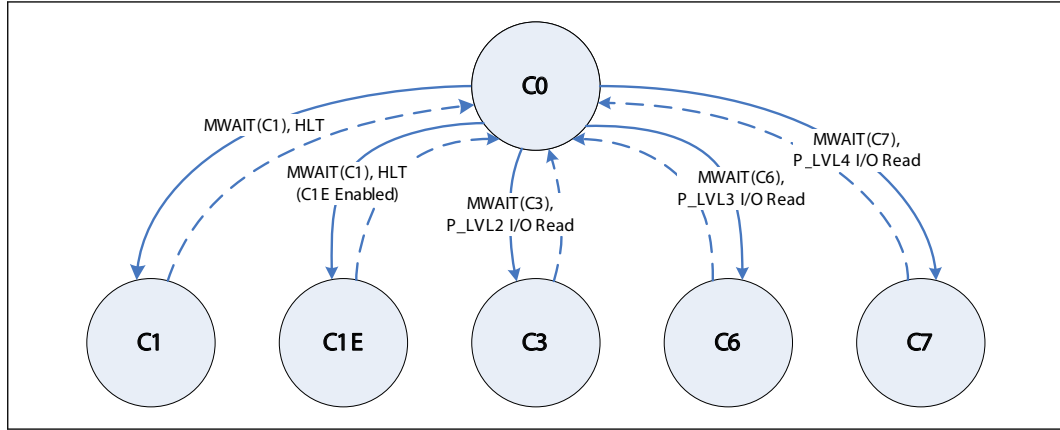 C0
MWAIT(C1), HLT
MWAIT(C1), HLT
(C1E Enabled)
MWAIT(C3),
P_LVL2 I/O Read
MWAIT(C6),
P_LVL3 I/O Read
MWAIT(C7),
P_LVL4 I/O Read
C1
C1E
C3
C6
C7